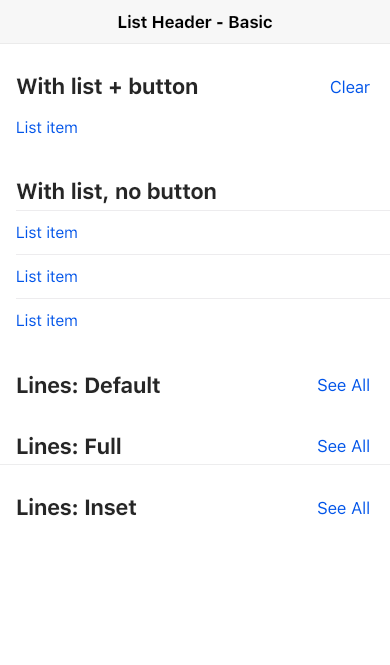 List Header - Basic
With list + button Clear
List item
With list, no button
List item
List item
List item
Lines: Default See All
Lines: Full See All
Lines: Inset See All